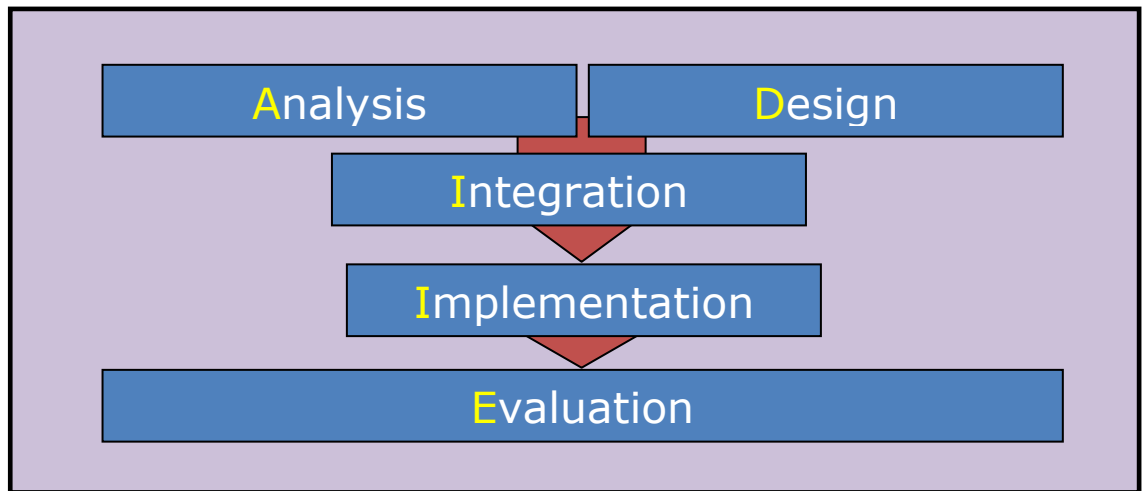 Analysis
Design
Integration
Implementation
Evaluation